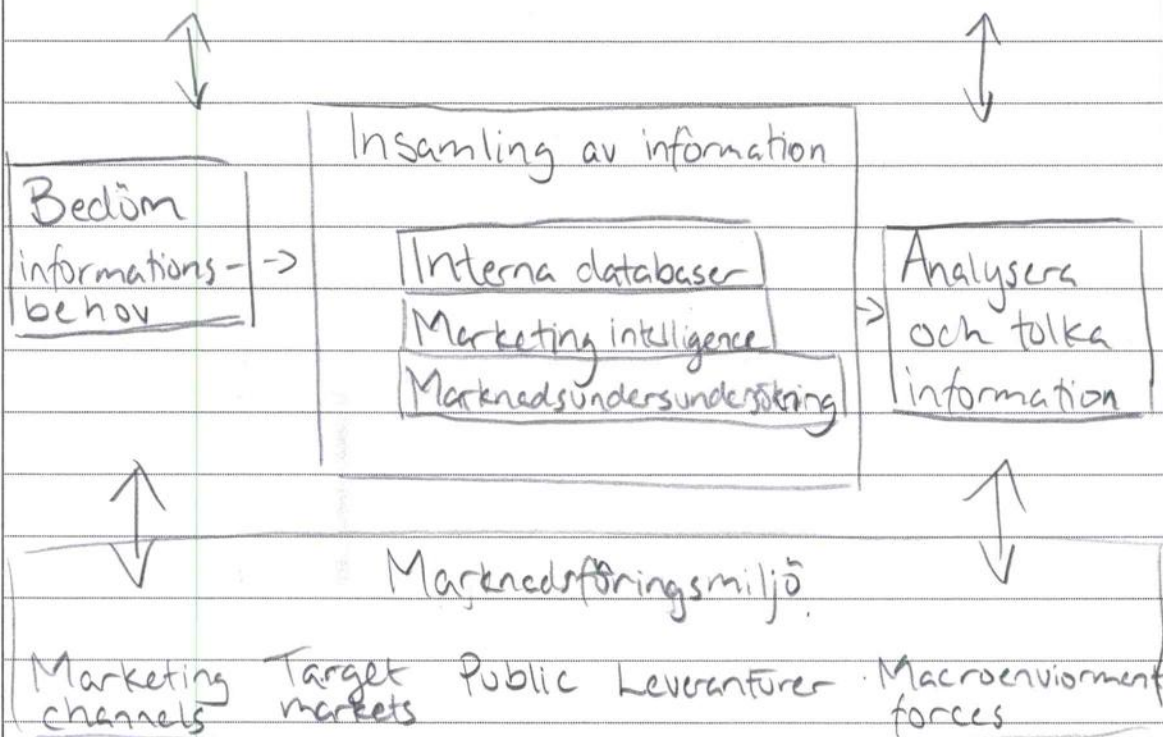 Insamling av information
Bedöm
informations-
behov
->
Interna databaser
Marketing intelligence
Marknadsundersundersökning
->
Analysera
och tolka
information
Marknadsföringsmiljö
Marketing channels
Target markets
Public
Leverantörer
Macroenviorment forces